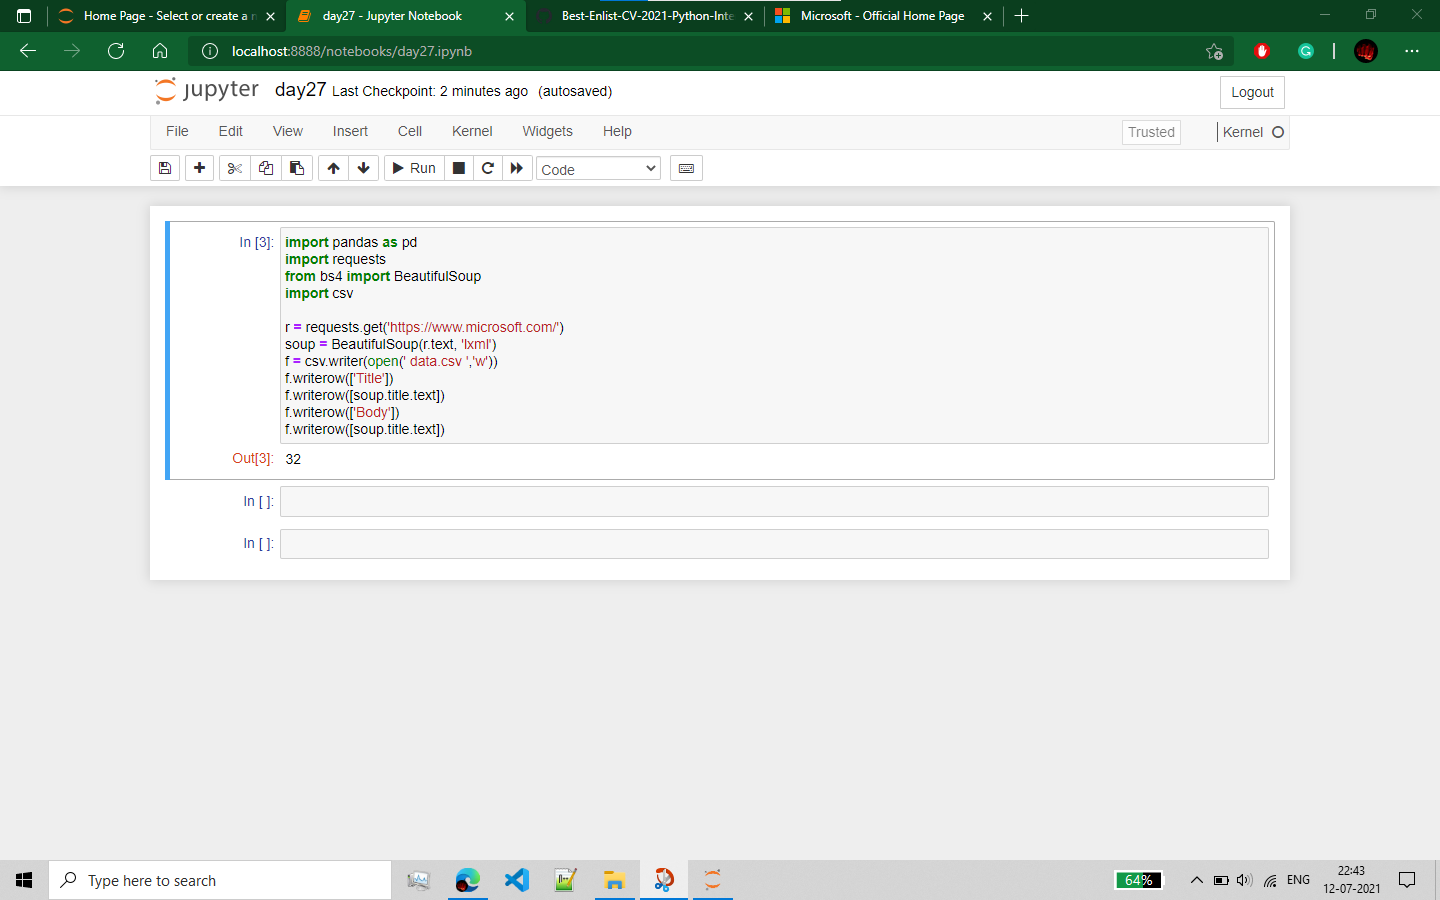 Home Page - Select or create a n
day27 - Jupyter Notebook
Best-Enlist-CV-2021-Python-Inte
Microsoft - Official Home Page
localhost:8888/notebooks/day27.ipynb
jupyter day27 Last Checkpoint: 2 minutes ago (autosaved)
Logout
File Edit View Insert Cell Kernel Widgets Help
Trusted
Kernel
Run
Code
In [3]:
import pandas as pd
import requests
from bs4 import BeautifulSoup
import csv
r = requests.get('https://www.microsoft.com/')
soup = BeautifulSoup(r.text, 'lxml')
f = csv.writer(open(' data.csv ','w'))
f.writerow(['Title'])
f.writerow([soup.title.text])
f.writerow(['Body'])
f.writerow([soup.title.text])
Out[3]: 32
In [ ]:
In [ ]:
Type here to search
64%
ENG
22:43
12-07-2021